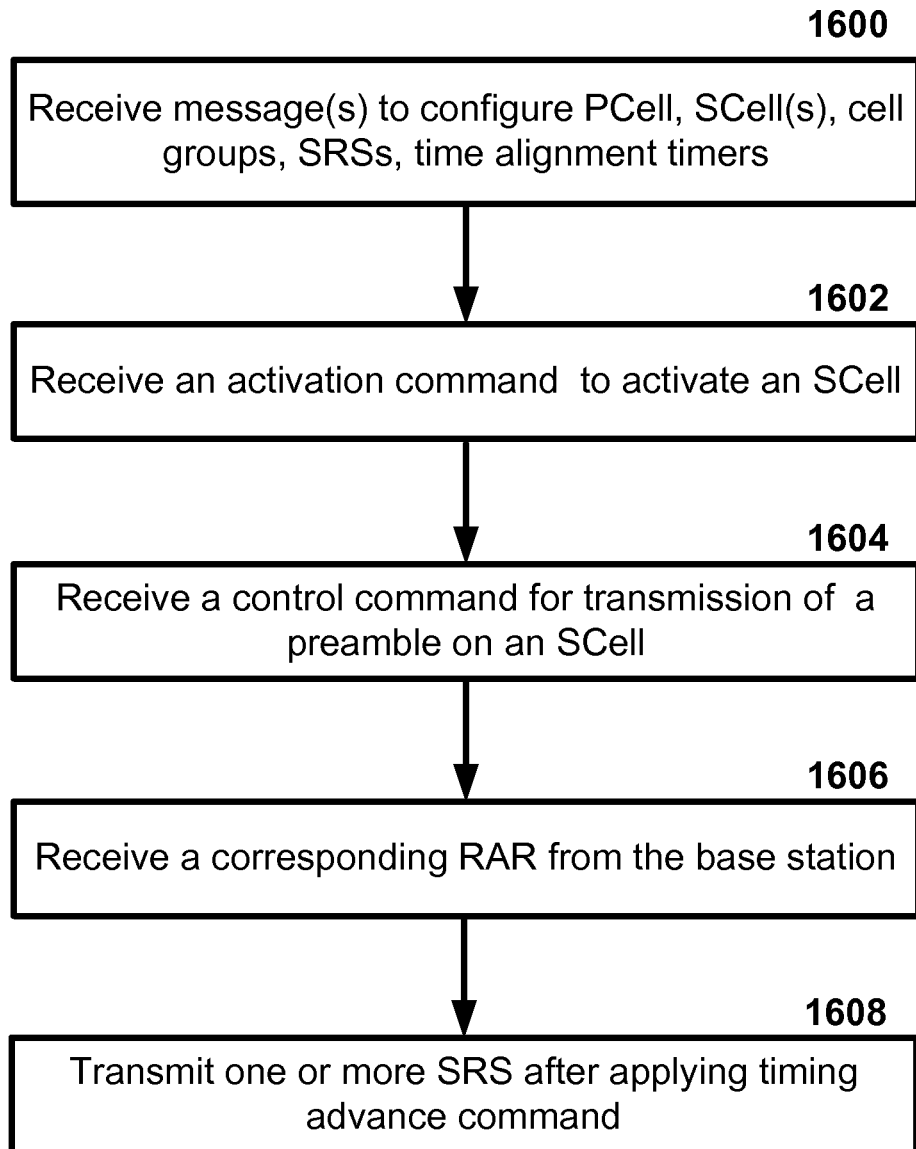 1600
Receive message(s) to configure PCell, SCell(s), cell
groups, SRSs, time alignment timers
1602
Receive an activation command to activate an SCell
1604
Receive a control command for transmission of a
preamble on an SCell
1606
Receive a corresponding RAR from the base station
1608
Transmit one or more SRS after applying timing
advance command